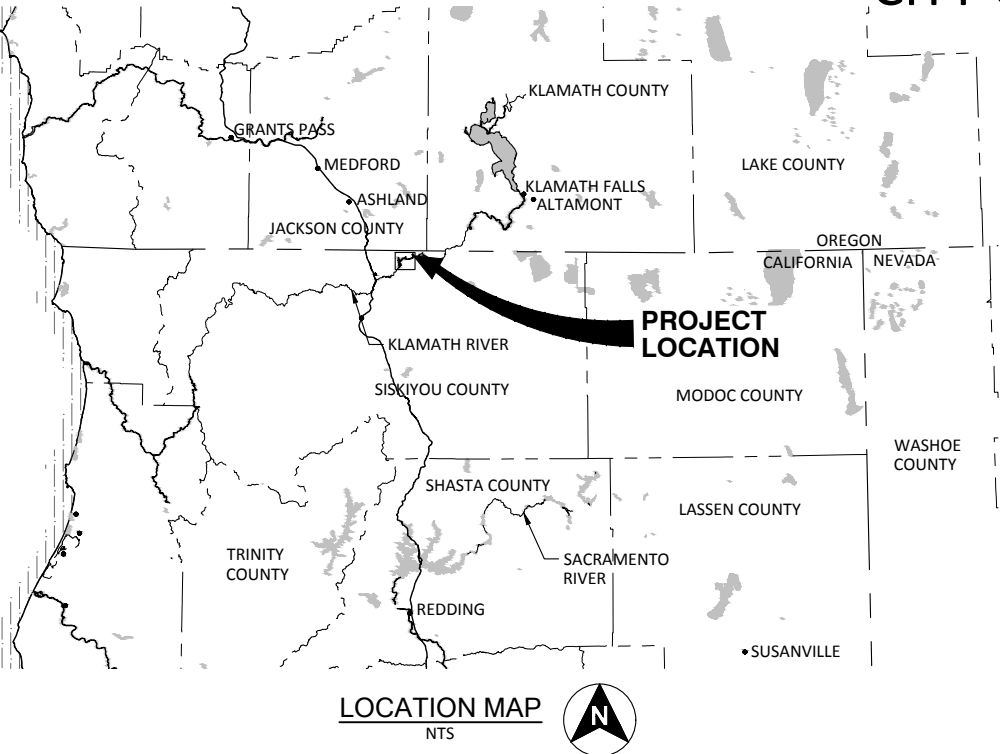 KLAMATH COUNTY
GRANTS PASS
MEDFORD
LAKE COUNTY
KLAMATH FALLS
ALTAMONT
ASHLAND
JACKSON COUNTY
OREGON
CALIFORNIA
NEVADA
PROJECT
LOCATION
KLAMATH RIVER
SISKIYOU COUNTY
MODOC COUNTY
WASHOE
COUNTY
SHASTA COUNTY
LASSEN COUNTY
TRINITY
COUNTY
SACRAMENTO
RIVER
REDDING
SUSANVILLE
LOCATION MAP
NTS
N